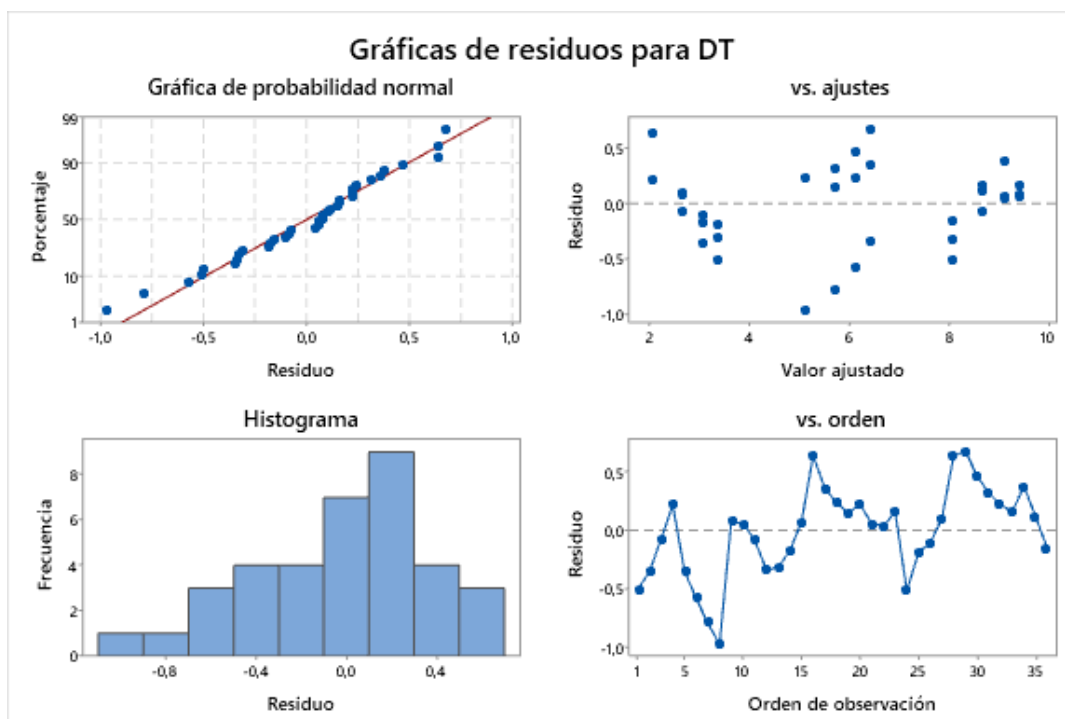 Gráficas de residuos para DT
Gráfica de probabilidad normal
99
90
50
10
1
Porcentaje
-1,0 -0,5 0,0 0,5 1,0
Residuo
vs. ajustes
0,5
0,0
-0,5
-1,0
Residuo
2 4 6 8 10
Valor ajustado
Histograma
8
6
4
2
0
Frecuencia
-0,8 -0,4 0,0 0,4
Residuo
vs. orden
0,5
0,0
-0,5
-1,0
Residuo
1 5 10 15 20 25 30 35
Orden de observación